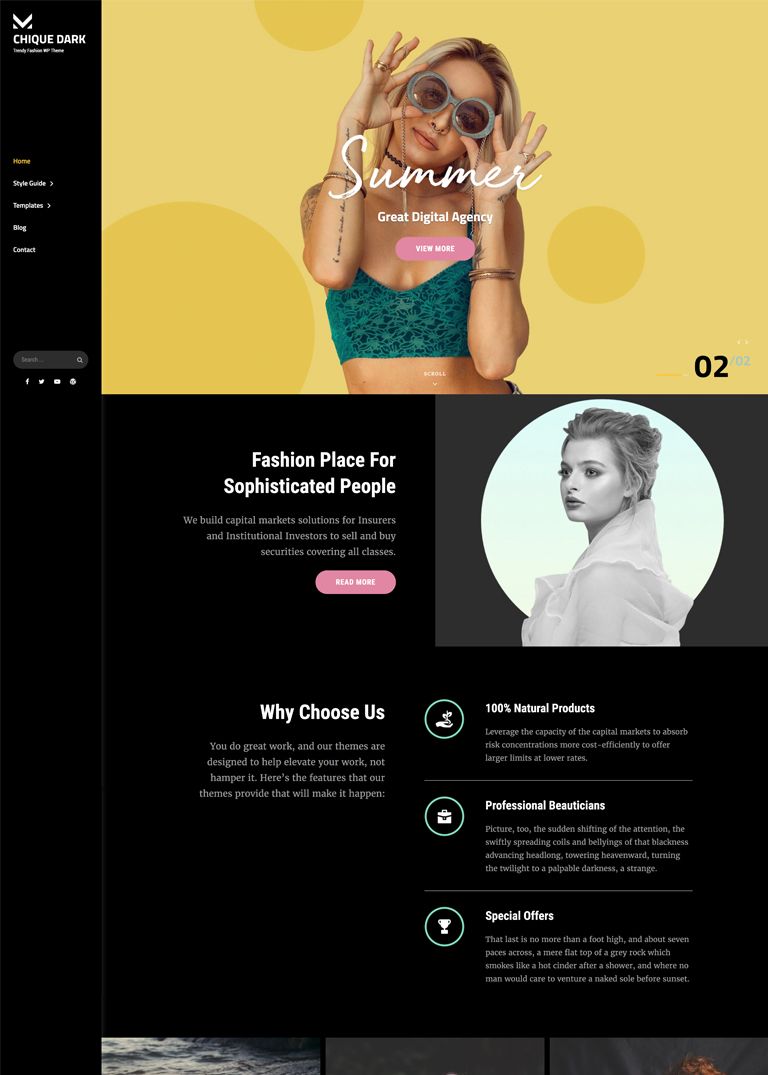 CHIQUE DARK
Trendy Fashion WP Theme
Home
Style Guide
Templates
Blog
Contact
Search ...
Summer
Great Digital Agency
VIEW MORE
SCROLL
02/02
Fashion Place For
Sophisticated People
We build capital markets solutions for Insurers
and Institutional Investors to sell and buy
securities covering all classes.
READ MORE
Why Choose Us
You do great work, and our themes are
designed to help elevate your work, not
hamper it. Here's the features that our
themes provide that will make it happen:
100% Natural Products
Leverage the capacity of the capital markets to absorb
risk concentrations more cost-efficiently to offer
larger limits at lower rates.
Professional Beauticians
Picture, too, the sudden shifting of the attention, the
swiftly spreading coils and bellyings of that blackness
advancing headlong, towering heavenward, turning
the twilight to a palpable darkness, a strange.
Special Offers
That last is no more than a foot high, and about seven
paces across, a mere flat top of a grey rock which
smokes like a hot cinder after a shower, and where no
man would care to venture a naked sole before sunset.